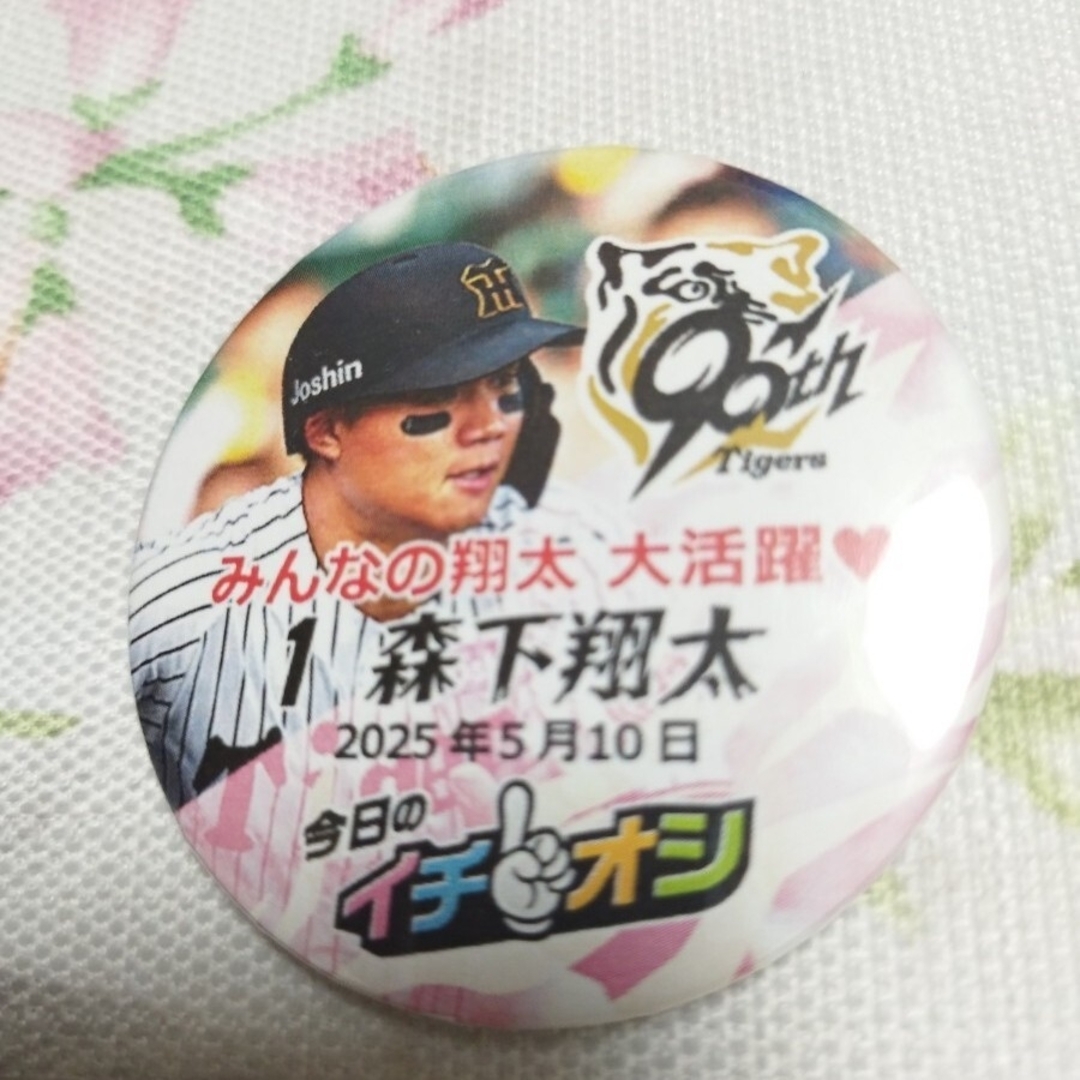 HT
Joshin
90th
Tigers
みんなの翔太 大活躍♥
1 森下翔太
2025年5月10日
今日の
イチオシ